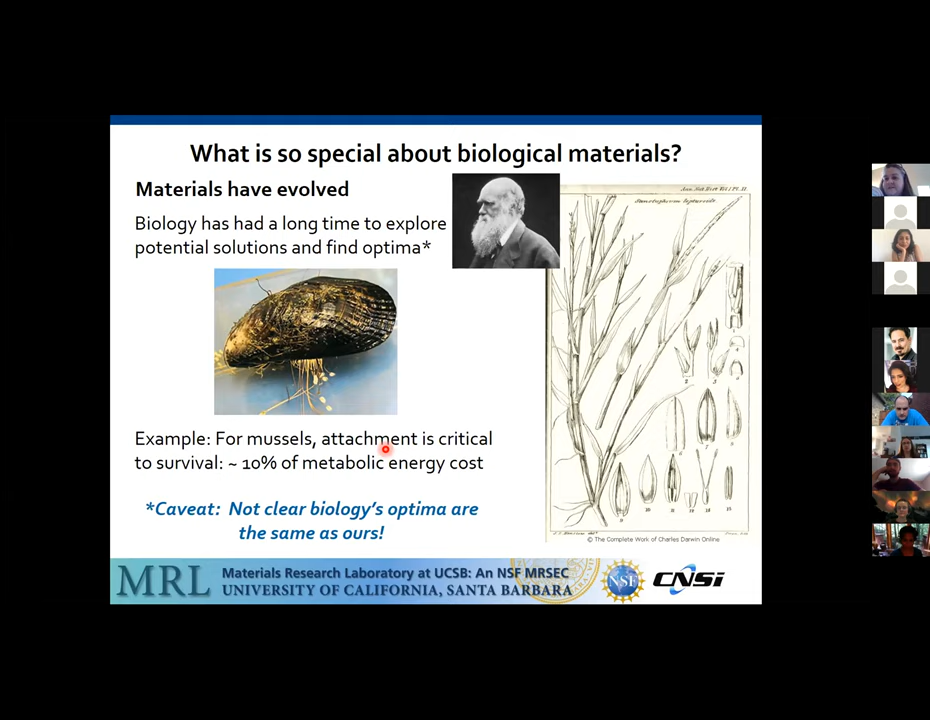 What is so special about biological materials?
Materials have evolved
Biology has had a long time to explore
potential solutions and find optima*
Example: For mussels, attachment is critical
to survival: ~ 10% of metabolic energy cost
*Caveat: Not clear biology's optima are
the same as ours!
© The Complete Work of Charles Darwin Online
MRL
Materials Research Laboratory at UCSB: An NSF MRSEC
UNIVERSITY OF CALIFORNIA, SANTA BARBARA
NSF
CNSi